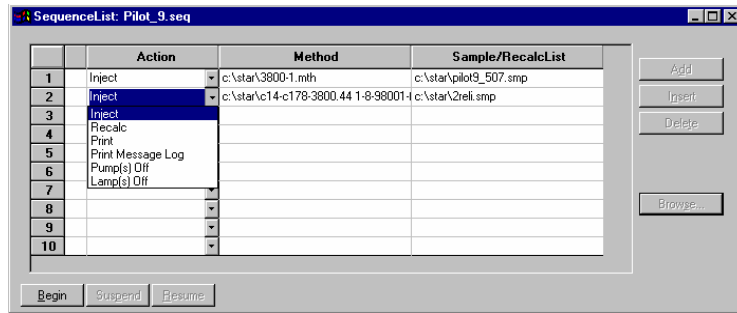 SequenceList: Pilot_9.seq
Action Method Sample/RecalcList
1 Inject c:\star\3800-1.mth c:\star\pilot9_507.smp
2 Inject c:\star\c14-c178-3800.44 1-8-98001- c:\star\2reli.smp
3 Inject
4 Recalc
Print
5 Print Message Log
6 Pump(s) Off
7 Lamp(s) Off
8
9
10
Add
Insert
Delete
Browse...
Begin Suspend Resume